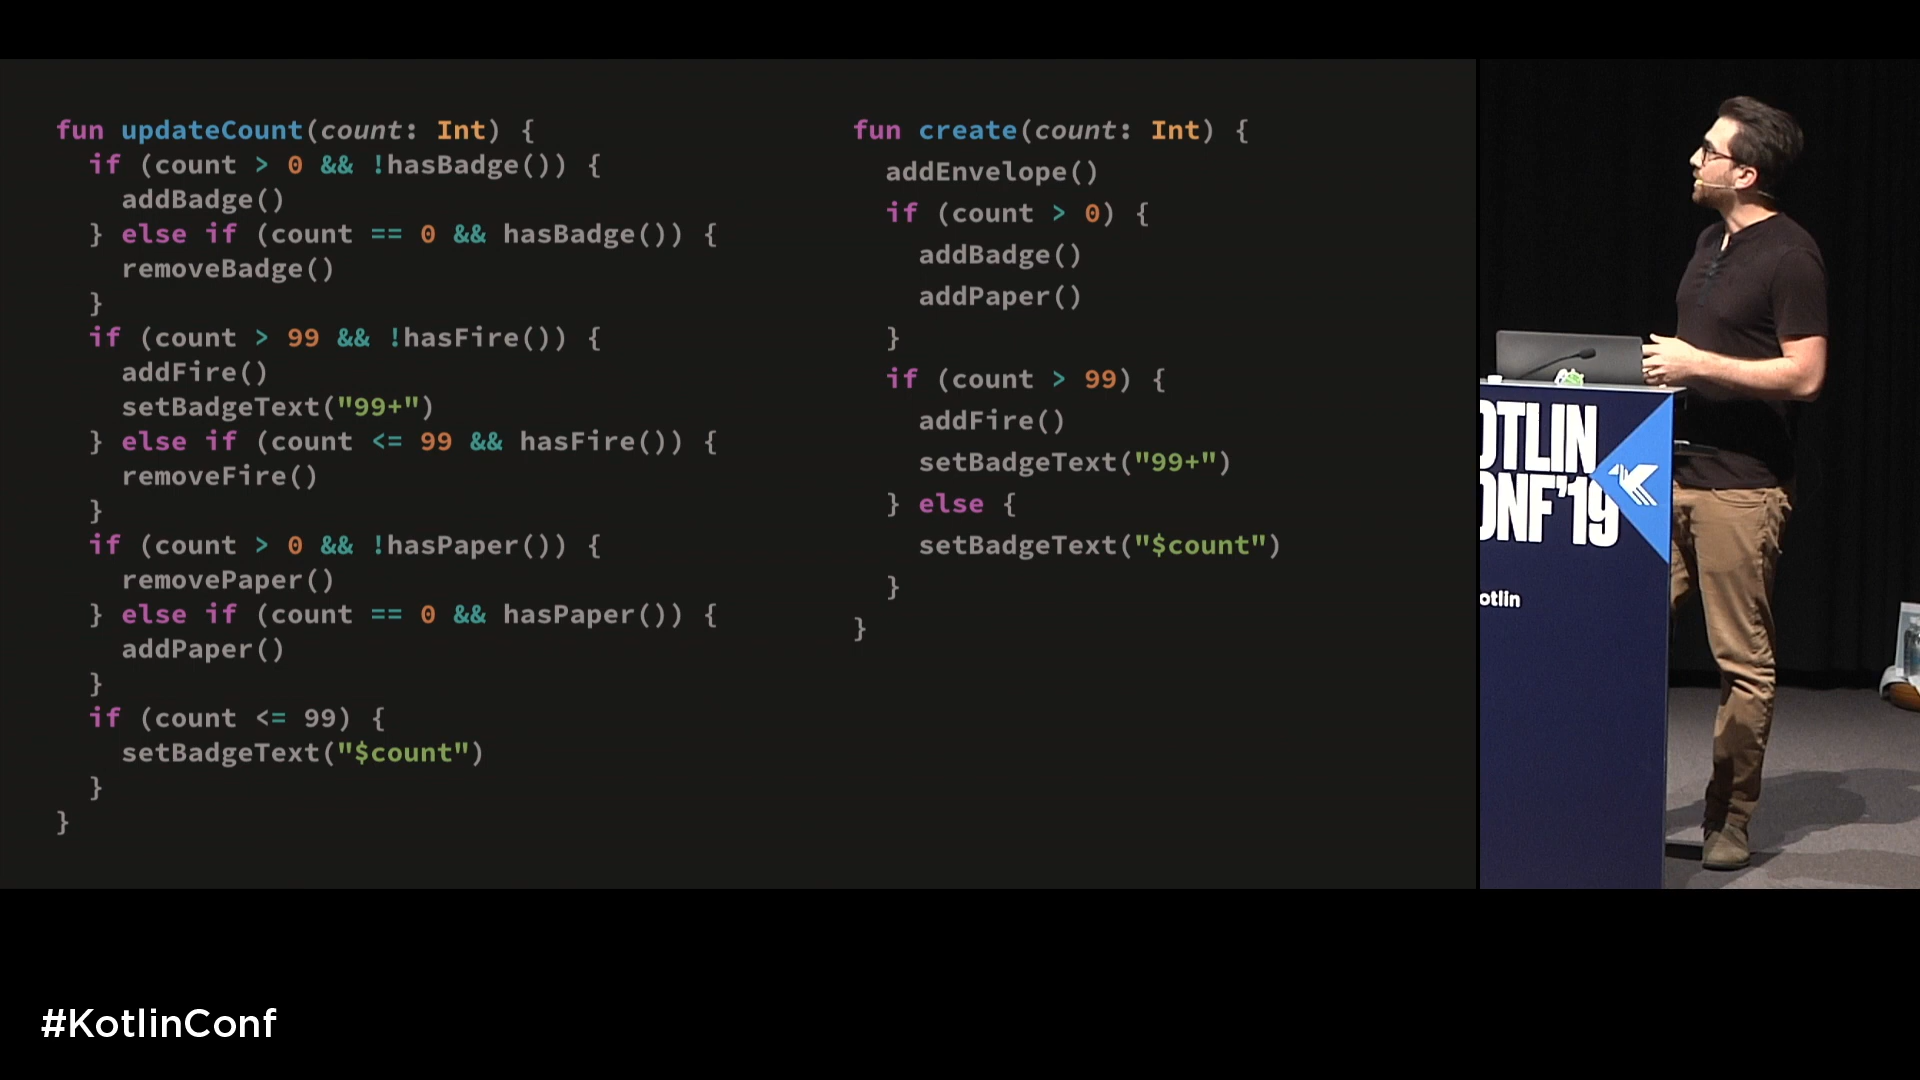 fun updateCount(count: Int) {
  if (count > 0 && !hasBadge()) {
    addBadge()
  } else if (count == 0 && hasBadge()) {
    removeBadge()
  }
  if (count > 99 && !hasFire()) {
    addFire()
    setBadgeText("99+")
  } else if (count <= 99 && hasFire()) {
    removeFire()
  }
  if (count > 0 && !hasPaper()) {
    removePaper()
  } else if (count == 0 && hasPaper()) {
    addPaper()
  }
  if (count <= 99) {
    setBadgeText("$count")
  }
}
fun create(count: Int) {
  addEnvelope()
  if (count > 0) {
    addBadge()
    addPaper()
  }
  if (count > 99) {
    addFire()
    setBadgeText("99+")
  } else {
    setBadgeText("$count")
  }
}
OTLIN
ONF'19
otlin
#KotlinConf